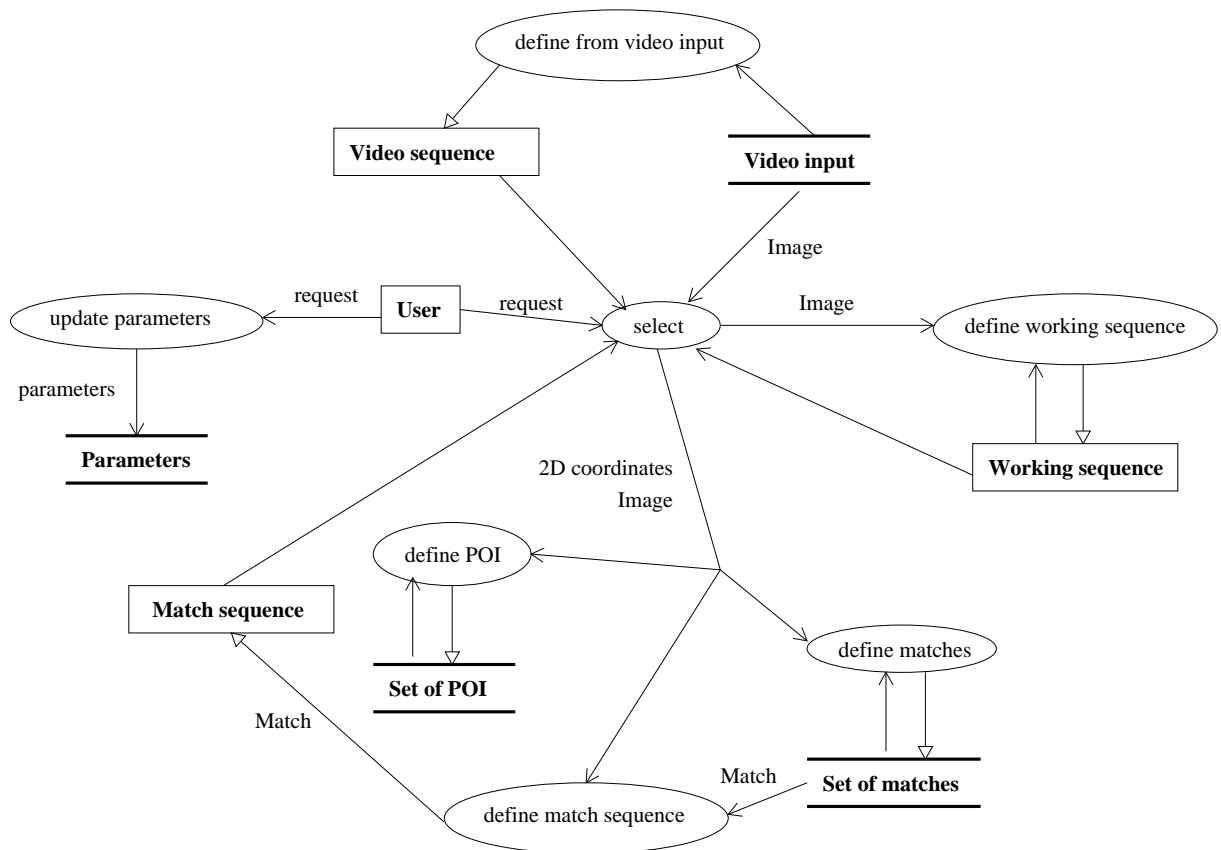 define from video input
Video sequence
Video input
Image
request
User
request
Image
update parameters
select
define working sequence
parameters
Parameters
2D coordinates
Image
Working sequence
define POI
Match sequence
define matches
Set of POI
Match
Match
Set of matches
define match sequence